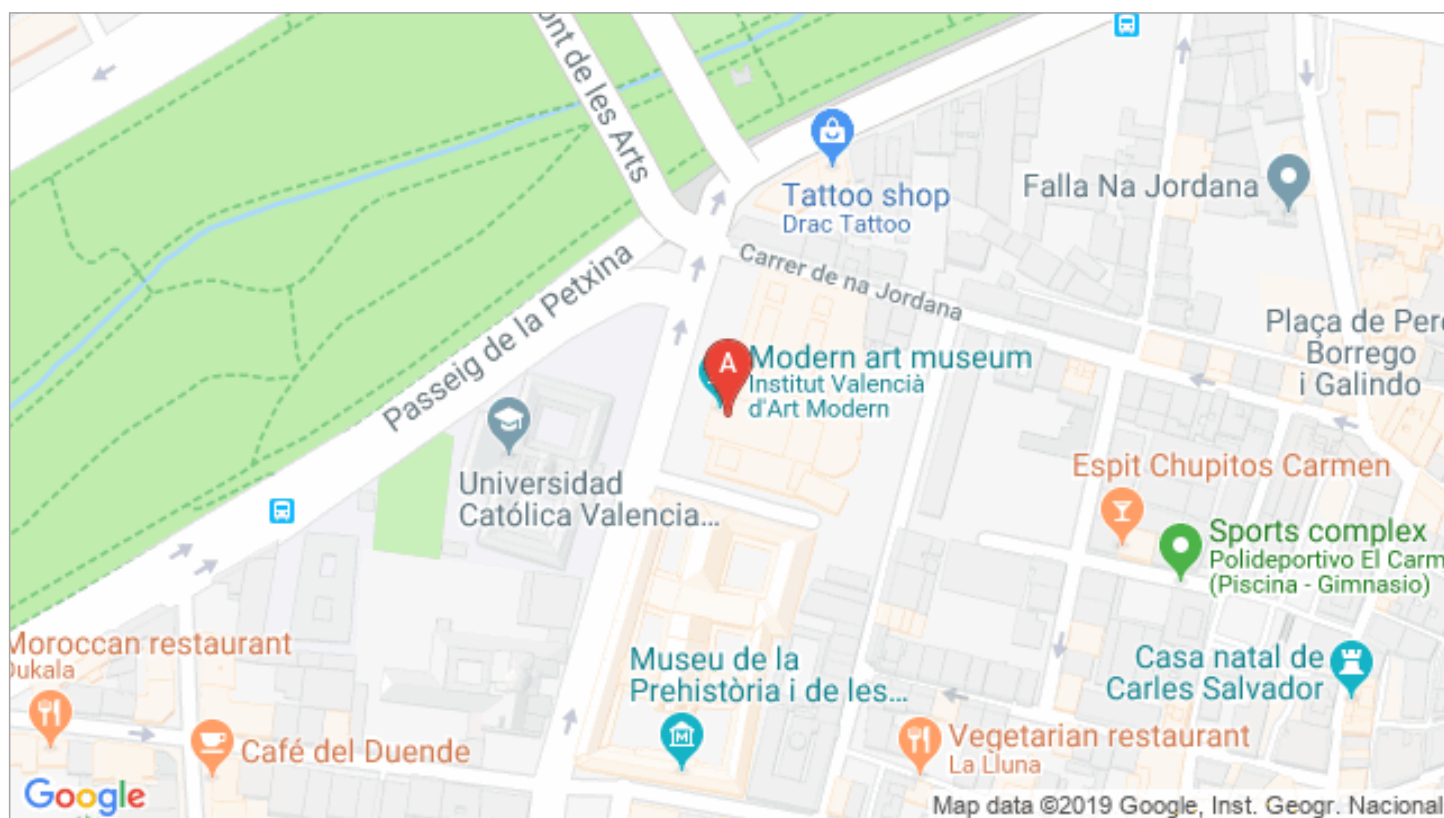 ont de les Arts
Tattoo shop
Drac Tattoo
Falla Na Jordana
Carrer de na Jordana
Passeig de la Petxina
Plaça de Perc
Borrego
i Galindo
A
Modern art museum
Institut Valencià
d'Art Modern
Espit Chupitos Carmen
Universidad
Católica Valencia...
Sports complex
Polideportivo El Carm
(Piscina - Gimnasio)
Moroccan restaurant
Dukala
Museu de la
Prehistòria i de les...
M
Casa natal de
Carles Salvador
Café del Duende
Vegetarian restaurant
La Lluna
Google
Map data ©2019 Google, Inst. Geogr. Nacional